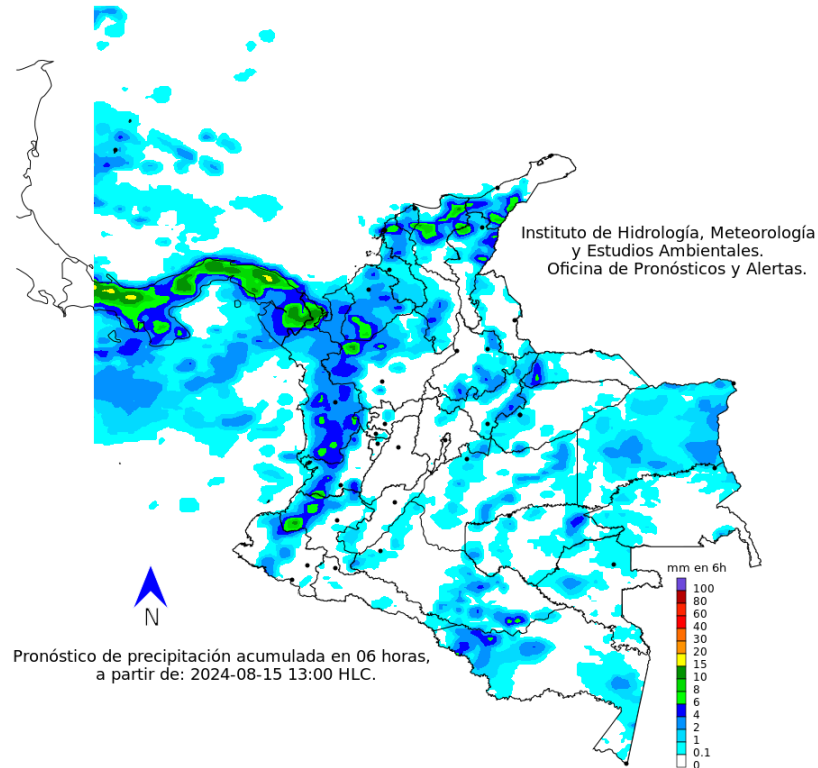 Instituto de Hidrología, Meteorología
y Estudios Ambientales.
Oficina de Pronósticos y Alertas.
N
Pronóstico de precipitación acumulada en 06 horas,
a partir de: 2024-08-15 13:00 HLC.
mm en 6h
100
80
60
40
30
20
15
10
8
6
4
2
1
0.1
0